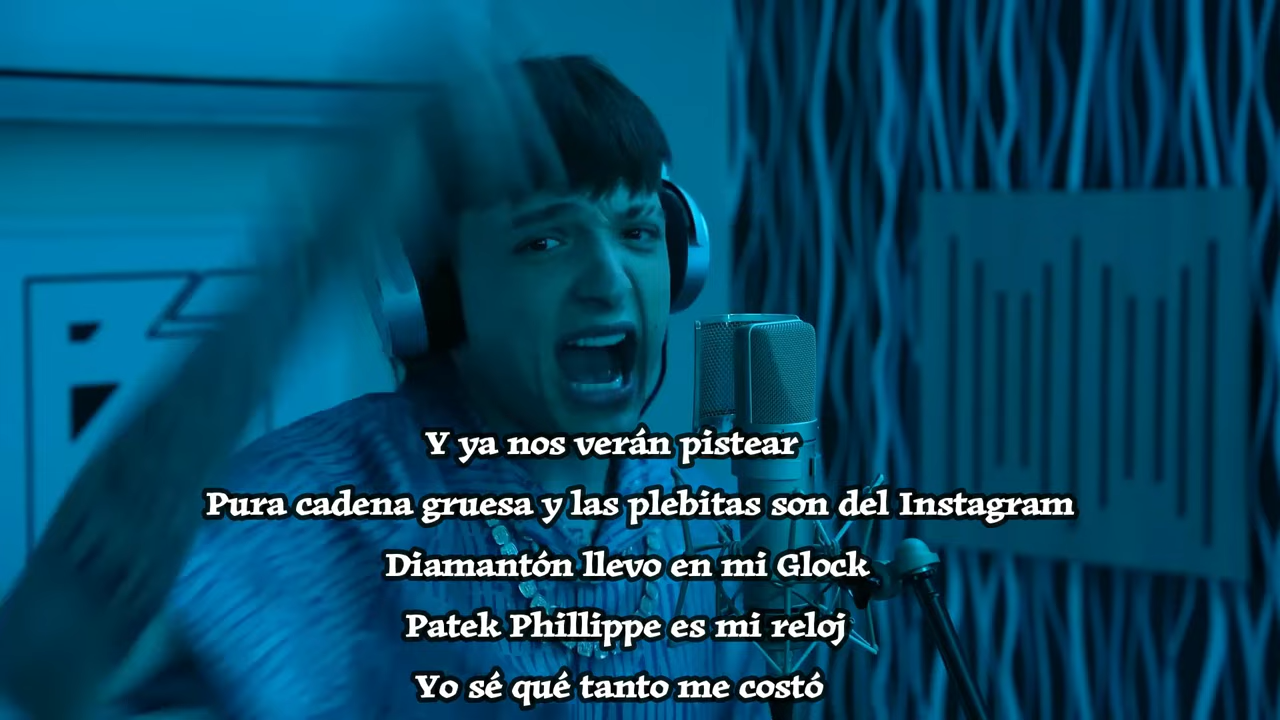 Y ya nos verán pistear
Pura cadena gruesa y las plebitas son del Instagram
Diamantón llevo en mi Glock
Patek Phillippe es mi reloj
Yo sé qué tanto me costó